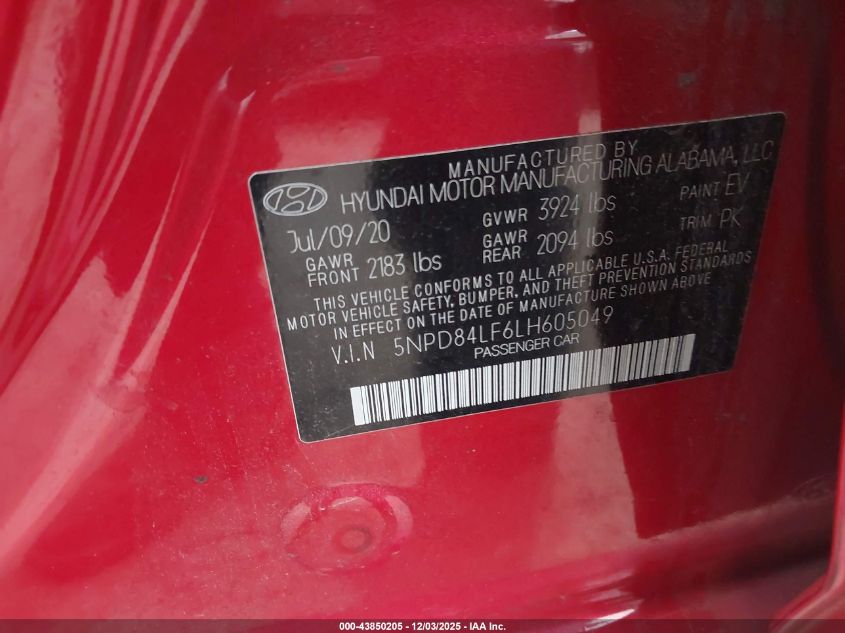 MANUFACTURED BY
HYUNDAI MOTOR MANUFACTURING ALABAMA, LLC
Jul/09/20 GVWR 3924 lbs PAINT EV
GAWR FRONT 2183 lbs GAWR REAR 2094 lbs TRIM PK
THIS VEHICLE CONFORMS TO ALL APPLICABLE U.S.A. FEDERAL
MOTOR VEHICLE SAFETY, BUMPER, AND THEFT PREVENTION STANDARDS
IN EFFECT ON THE DATE OF MANUFACTURE SHOWN ABOVE
V.I.N 5NPD84LF6LH605049
PASSENGER CAR
000-43850205 - 12/03/2025 - IAA Inc.